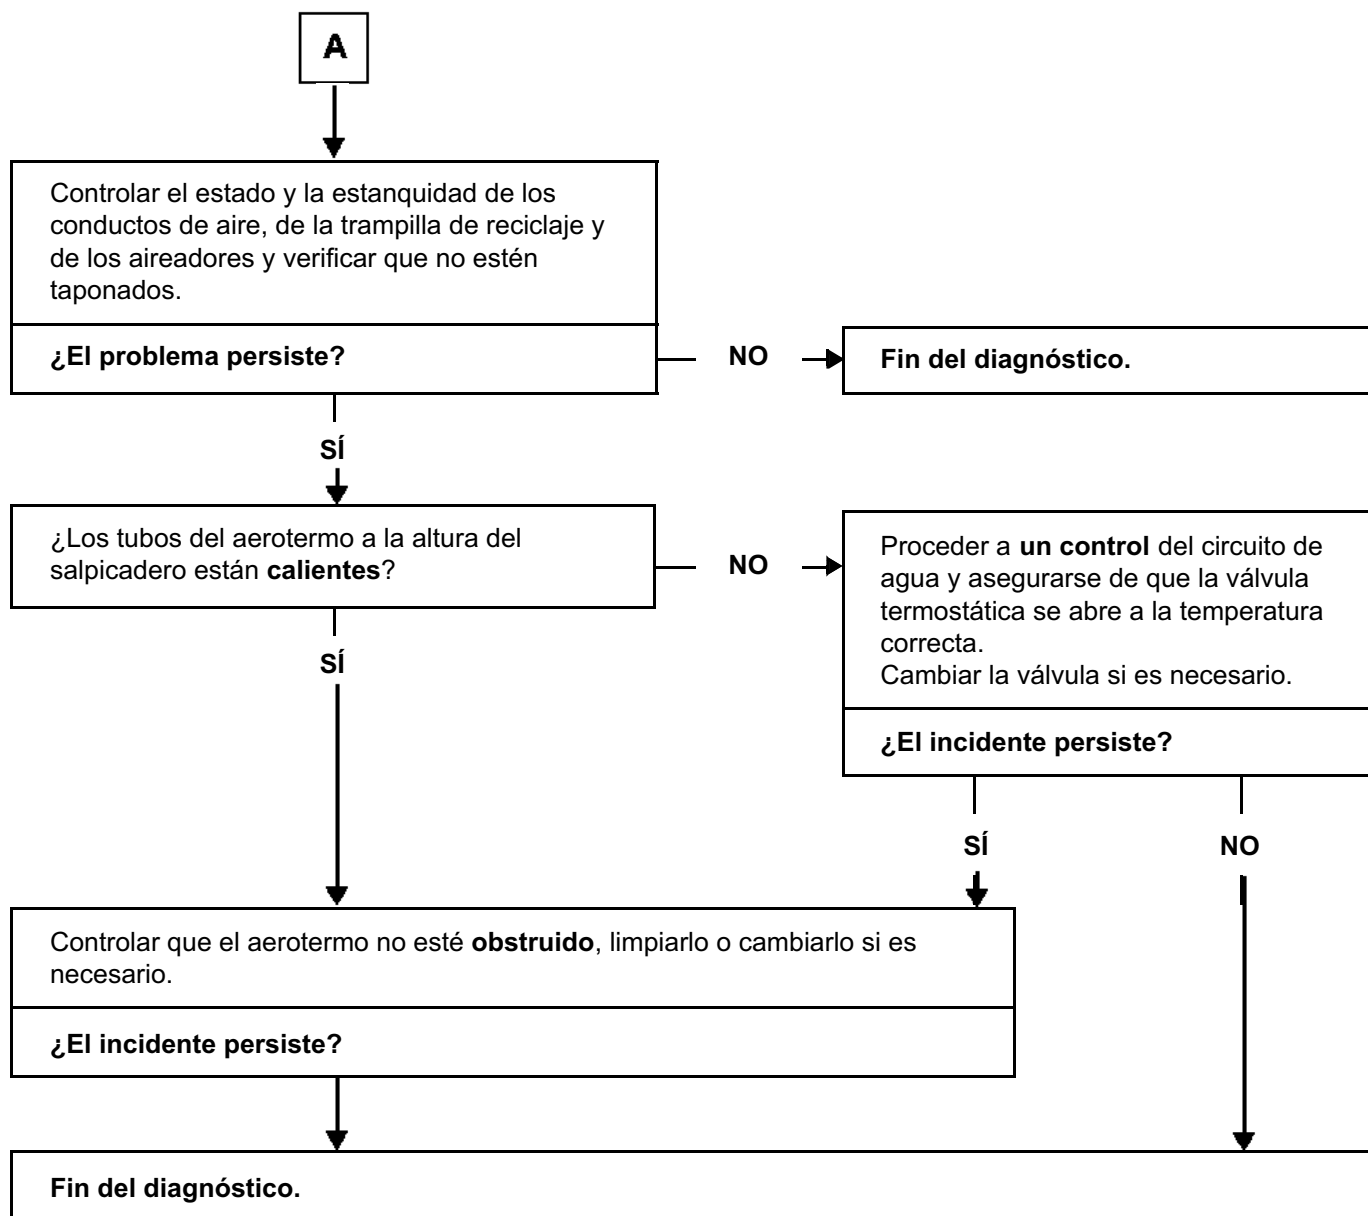 A
Controlar el estado y la estanquidad de los
conductos de aire, de la trampilla de reciclaje y
de los aireadores y verificar que no estén
taponados.
¿El problema persiste?
NO
Fin del diagnóstico.
SÍ
¿Los tubos del aerotermo a la altura del
salpicadero están calientes?
NO
Proceder a un control del circuito de
agua y asegurarse de que la válvula
termostática se abre a la temperatura
correcta.
Cambiar la válvula si es necesario.
¿El incidente persiste?
SÍ
SÍ
NO
Controlar que el aerotermo no esté obstruido, limpiarlo o cambiarlo si es
necesario.
¿El incidente persiste?
Fin del diagnóstico.